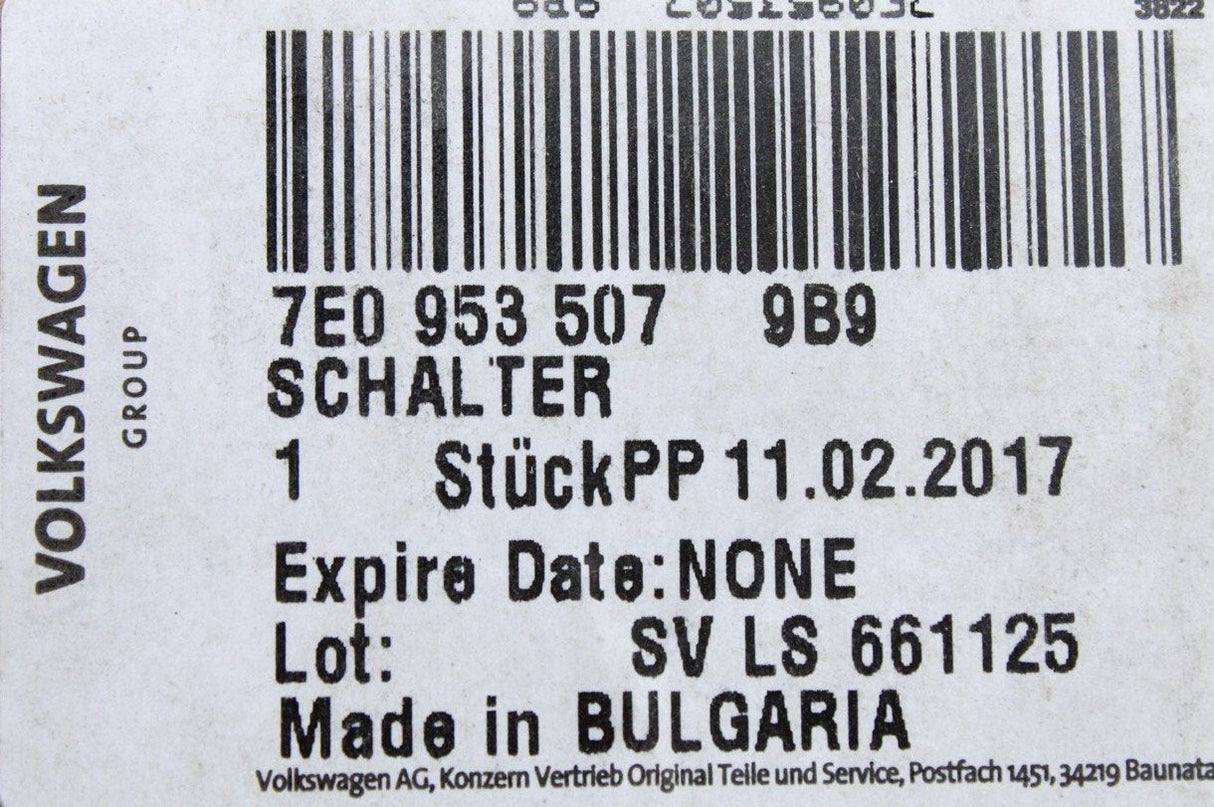 3822
7E0 953 507 9B9
SCHALTER
1 StückPP 11.02.2017
Expire Date:NONE
Lot: SV LS 661125
Made in BULGARIA
Volkswagen AG, Konzern Vertrieb Original Teile und Service, Postfach 1451, 34219 Baunata
VOLKSWAGEN
GROUP